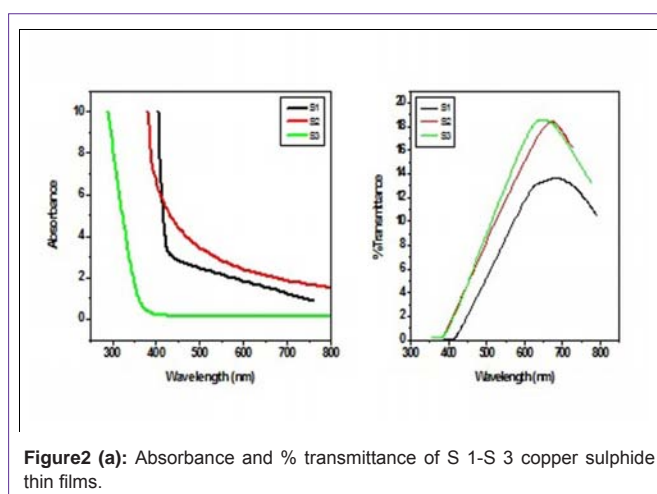 10
8
6
4
2
0
Absorbance
300 400 500 600 700 800
Wavelength (nm)
S1
S2
S3
20
18
16
14
12
10
8
6
4
2
0
%Transmittance
300 400 500 600 700 800 900
Wavelength (nm)
S1
S2
S3
Figure2 (a): Absorbance and % transmittance of S 1-S 3 copper sulphide
thin films.